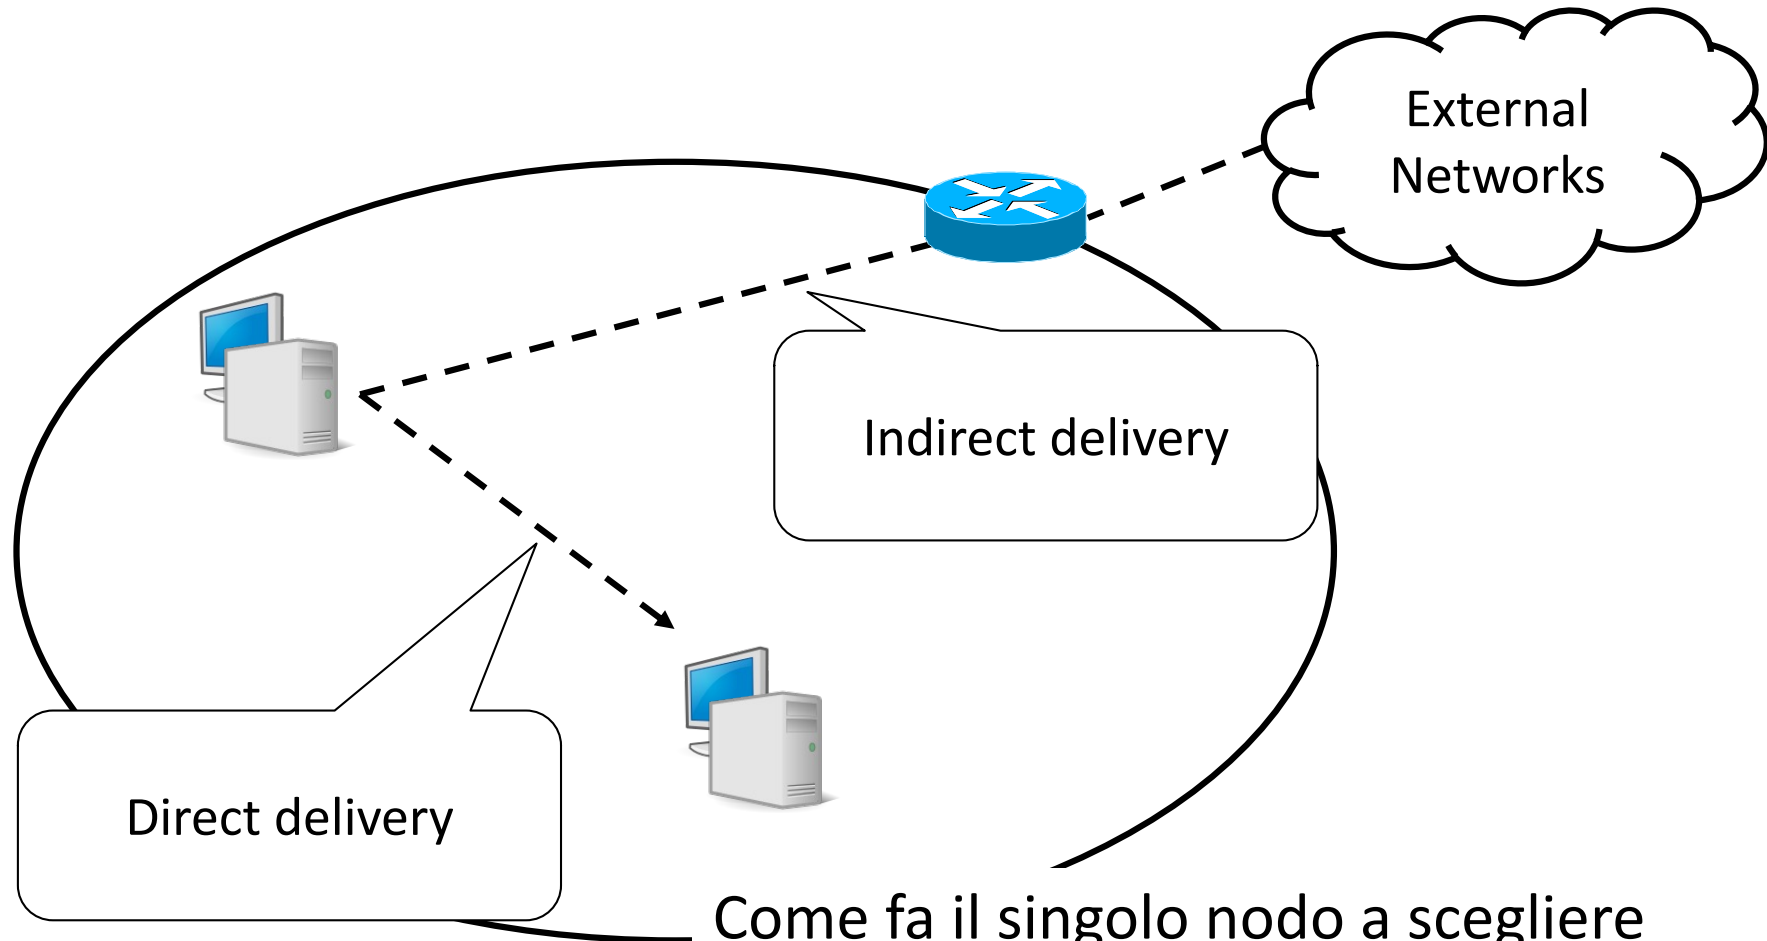 External
Networks
Indirect delivery
Direct delivery
Come fa il singolo nodo a scegliere